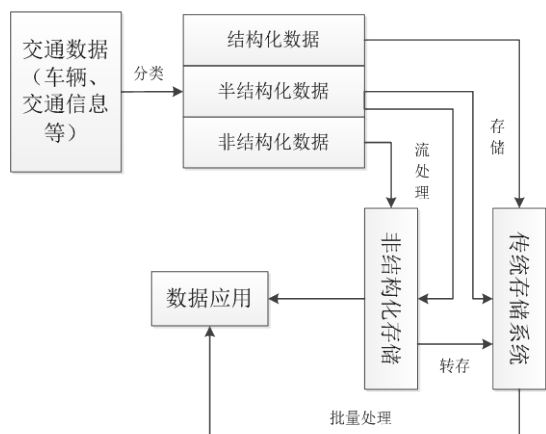 交通数据
（车辆、
交通信息
等）
分类
结构化数据
半结构化数据
非结构化数据
存
储
流
处
理
非结构化存储
传统存储系统
数据应用
转存
批量处理